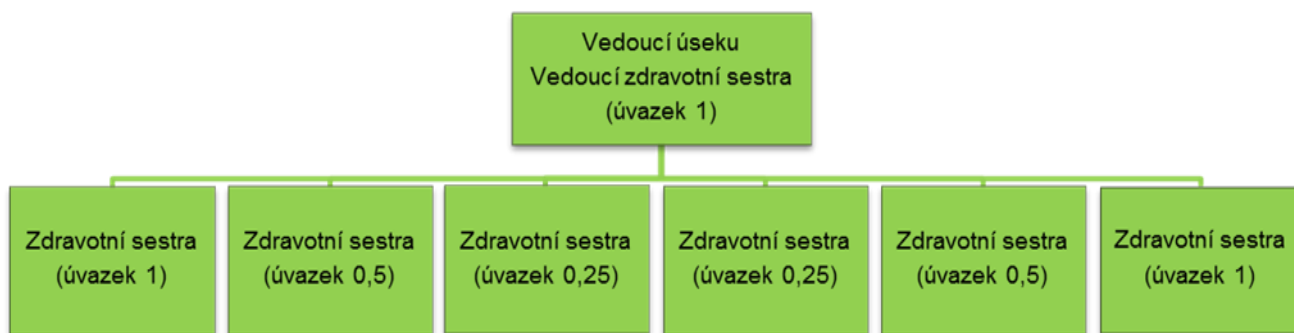 Vedoucí úseku
Vedoucí zdravotní sestra
(úvazek 1)
Zdravotní sestra
(úvazek 1)
Zdravotní sestra
(úvazek 0,5)
Zdravotní sestra
(úvazek 0,25)
Zdravotní sestra
(úvazek 0,25)
Zdravotní sestra
(úvazek 0,5)
Zdravotní sestra
(úvazek 1)